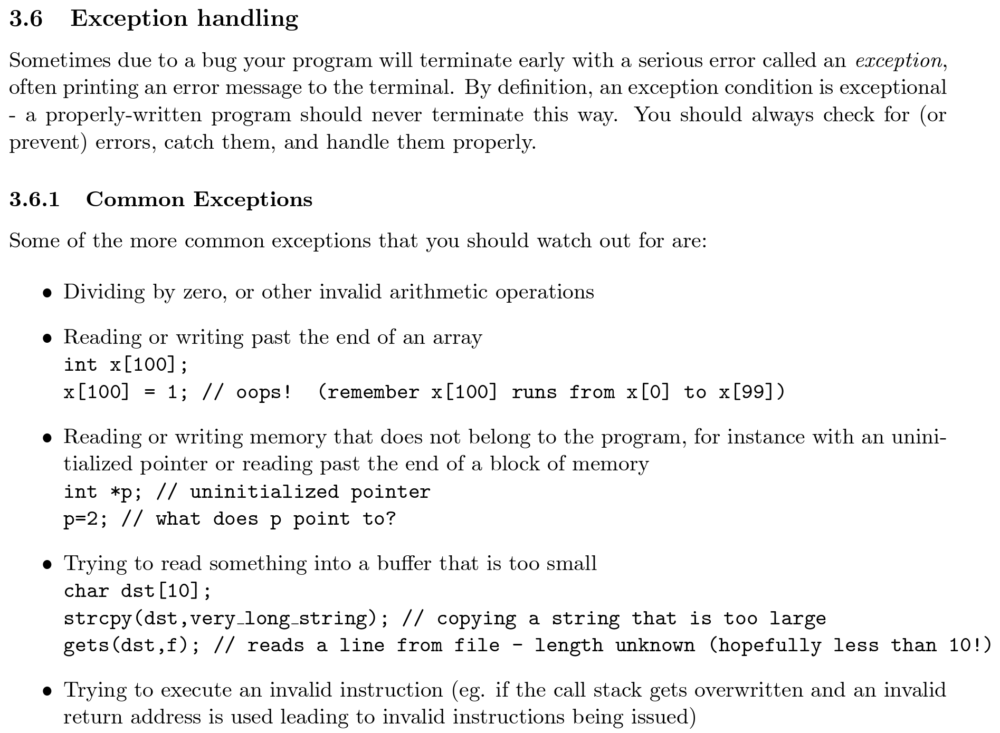 3.6 Exception handling
Sometimes due to a bug your program will terminate early with a serious error called an exception,
often printing an error message to the terminal. By definition, an exception condition is exceptional
- a properly-written program should never terminate this way. You should always check for (or
prevent) errors, catch them, and handle them properly.
3.6.1 Common Exceptions
Some of the more common exceptions that you should watch out for are:
• Dividing by zero, or other invalid arithmetic operations
• Reading or writing past the end of an array
int x[100];
x[100] = 1; // oops! (remember x[100] runs from x[0] to x[99])
• Reading or writing memory that does not belong to the program, for instance with an unini-
tialized pointer or reading past the end of a block of memory
int *p; // uninitialized pointer
p=2; // what does p point to?
• Trying to read something into a buffer that is too small
char dst[10];
strcpy(dst,very_long_string); // copying a string that is too large
gets(dst,f); // reads a line from file - length unknown (hopefully less than 10!)
• Trying to execute an invalid instruction (eg. if the call stack gets overwritten and an invalid
return address is used leading to invalid instructions being issued)